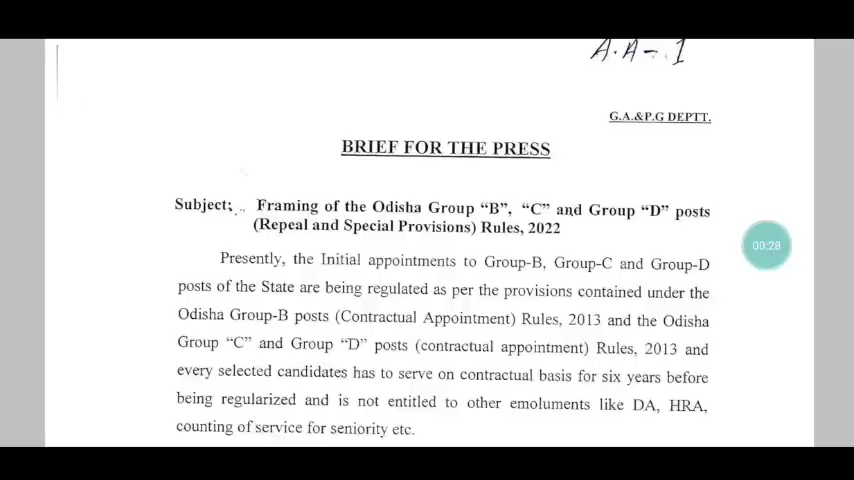 A.A-1
G.A.&P.G DEPTT.
BRIEF FOR THE PRESS
Subject; Framing of the Odisha Group “B”, “C” and Group “D” posts
(Repeal and Special Provisions) Rules, 2022
00:28
Presently, the Initial appointments to Group-B, Group-C and Group-D
posts of the State are being regulated as per the provisions contained under the
Odisha Group-B posts (Contractual Appointment) Rules, 2013 and the Odisha
Group “C” and Group “D” posts (contractual appointment) Rules, 2013 and
every selected candidates has to serve on contractual basis for six years before
being regularized and is not entitled to other emoluments like DA, HRA,
counting of service for seniority etc.